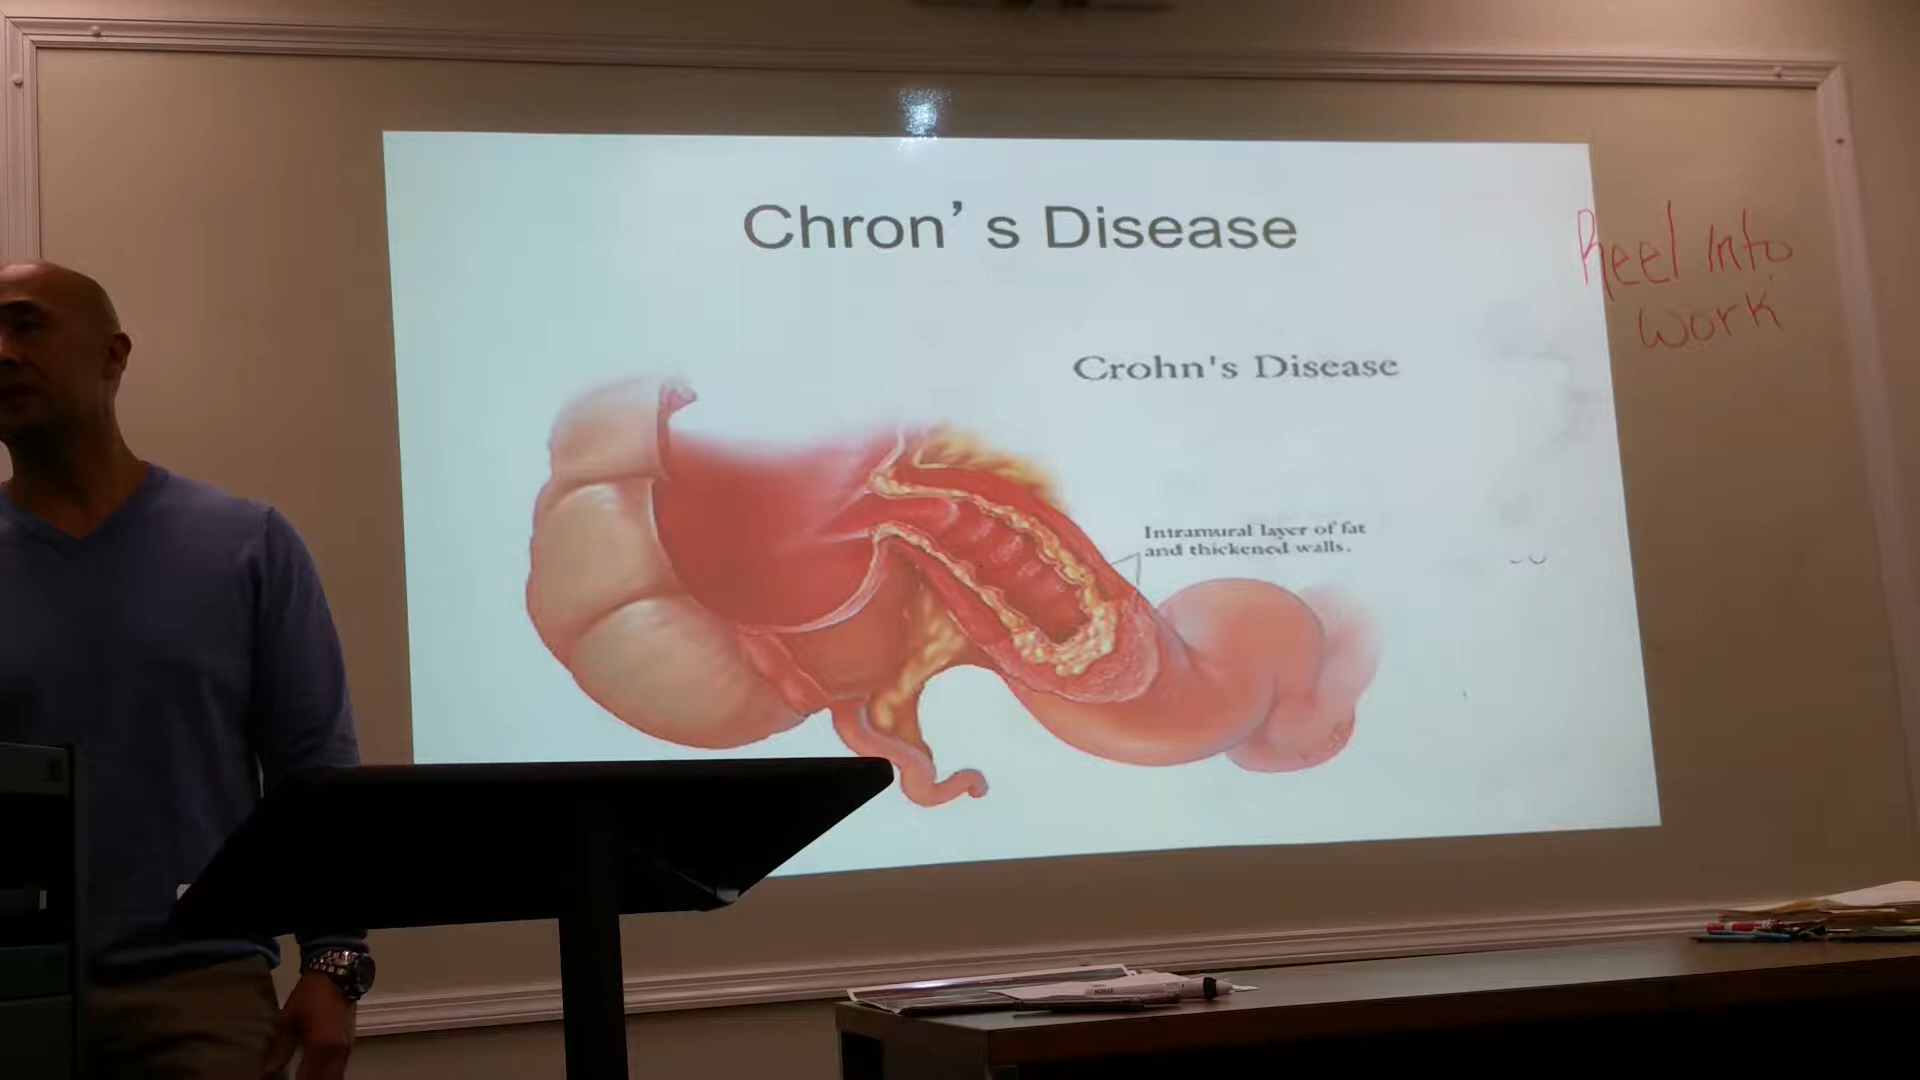 Chron's Disease
Reel into
work
Crohn's Disease
Intramural layer of fat
and thickened walls.